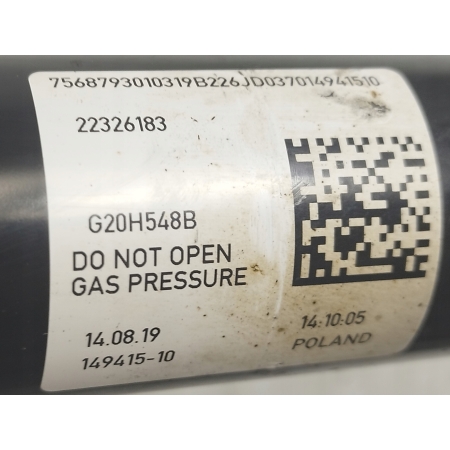 7568793010319B226JD037014941510
22326183
G20H548B
DO NOT OPEN
GAS PRESSURE
14.08.19
14:10:05
149415-10
POLAND